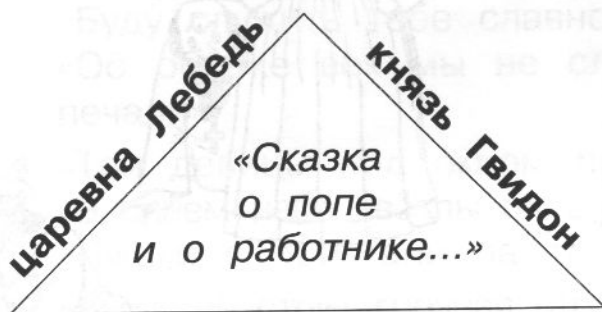 царевна Лебедь
князь Гвидон
«Сказка
о попе
и о работнике...»